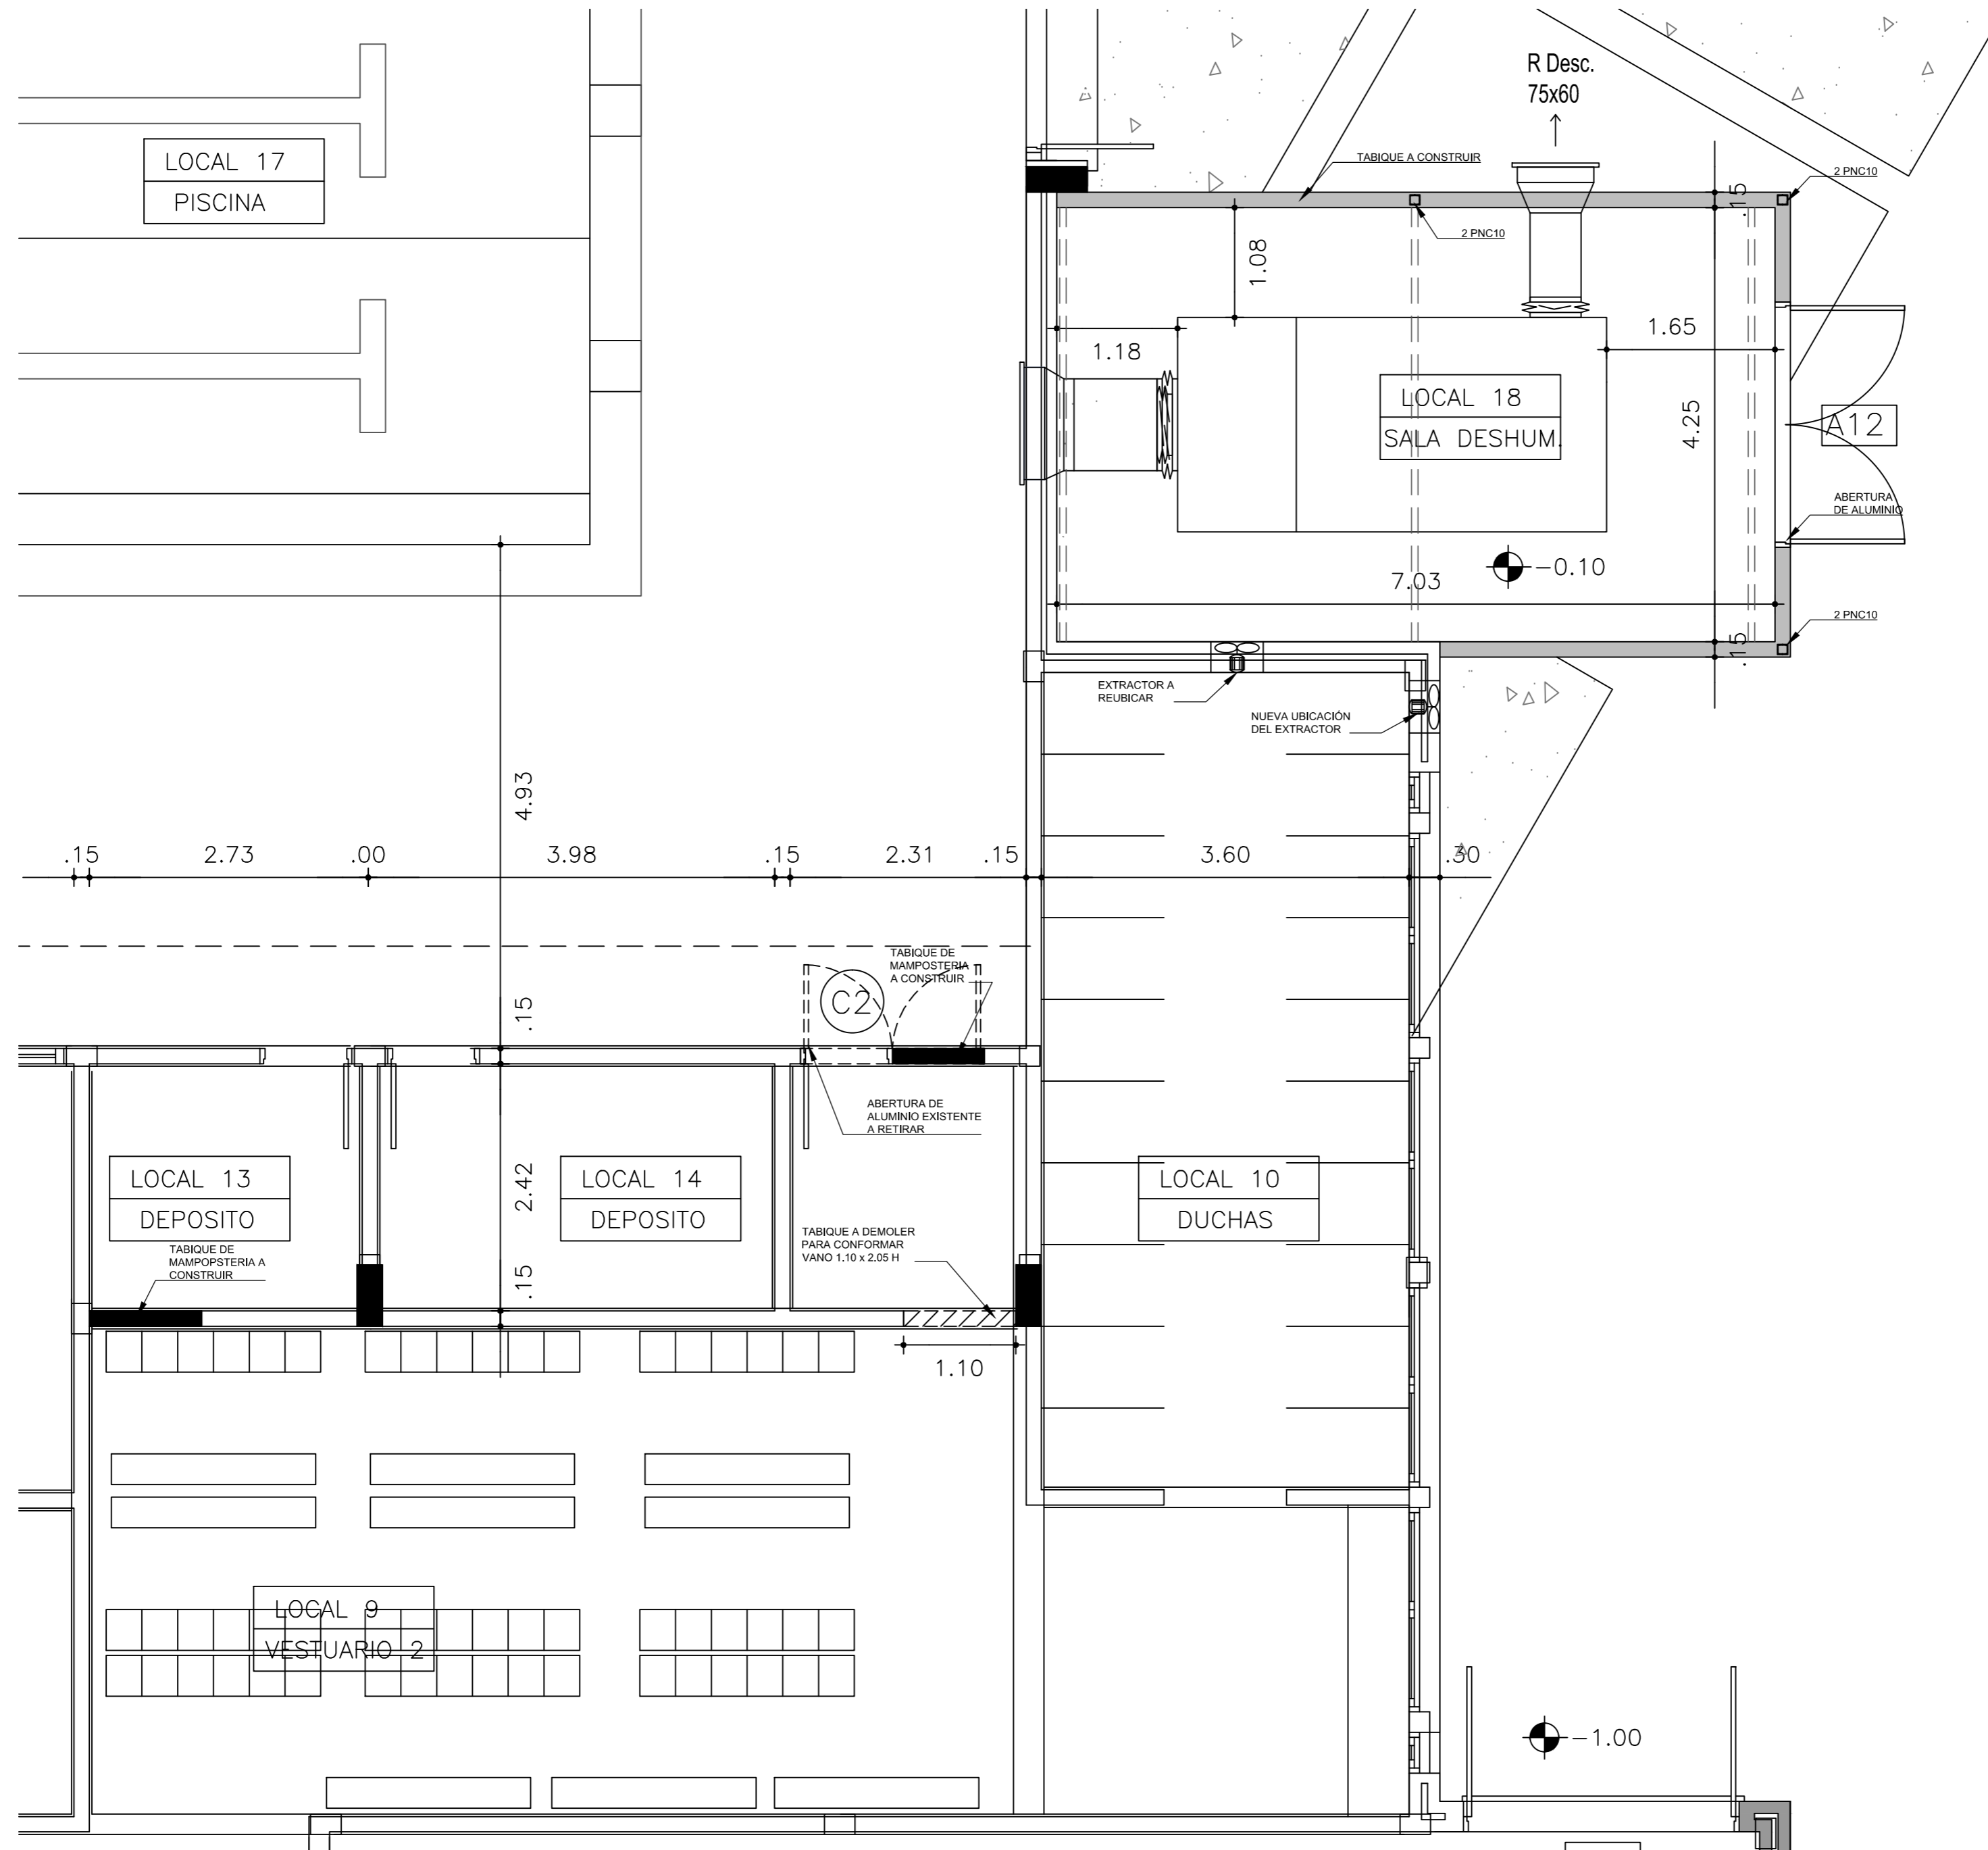 R Desc.
75x60
TABIQUE A CONSTRUIR
2 PNC10
.15
LOCAL 17
PISCINA
2 PNC10
1.08
1.65
1.18
LOCAL 18
SALA DESHUM.
4.25
A12
ABERTURA
DE ALUMINIO
-0.10
7.03
2 PNC10
.15
EXTRACTOR A
REUBICAR
NUEVA UBICACIÓN
DEL EXTRACTOR
4.93
.15
2.73
.00
3.98
.15
2.31
.15
3.60
.30
TABIQUE DE
MAMPOSTERIA
A CONSTRUIR
C2
.15
ABERTURA DE
ALUMINIO EXISTENTE
A RETIRAR
LOCAL 13
DEPOSITO
2.42
LOCAL 14
DEPOSITO
LOCAL 10
DUCHAS
TABIQUE DE
MAMPOPSTERIA A
CONSTRUIR
TABIQUE A DEMOLER
PARA CONFORMAR
VANO 1.10 x 2.05 H
.15
1.10
LOCAL 9
VESTUARIO 2
-1.00